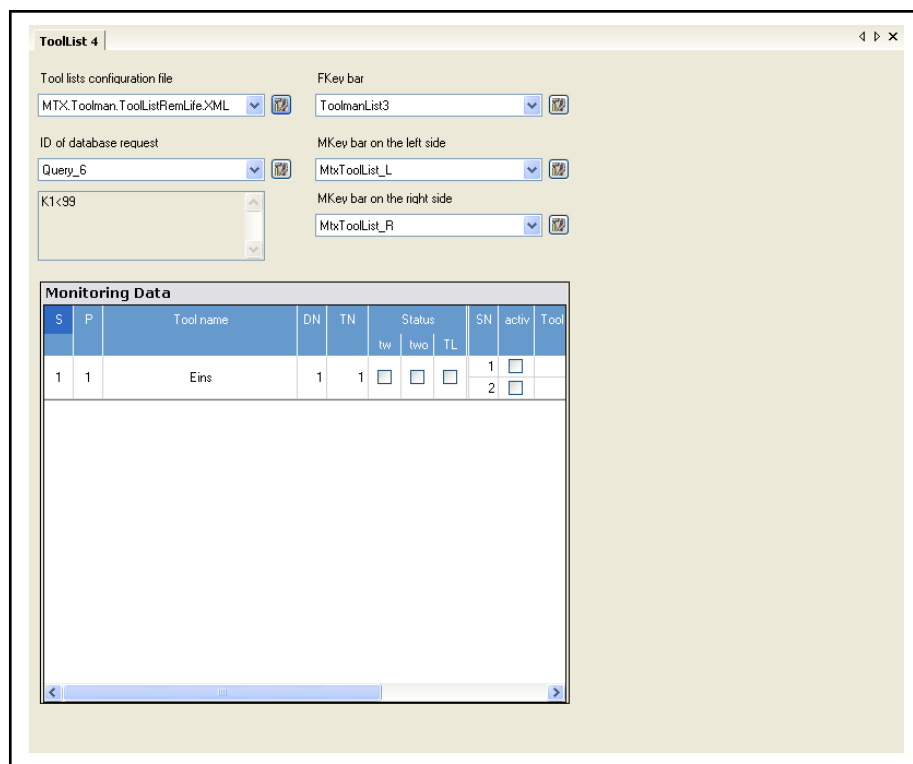 ToolList 4
Tool lists configuration file
MTX.Toolman.ToolListRemLife.XML
ID of database request
Query_6
K1<99
FKey bar
ToolmanList3
MKey bar on the left side
MtxToolList_L
MKey bar on the right side
MtxToolList_R
Monitoring Data
S P Tool name DN TN Status SN activ Tool
tw two TL
1 1 Eins 1 1 1
2